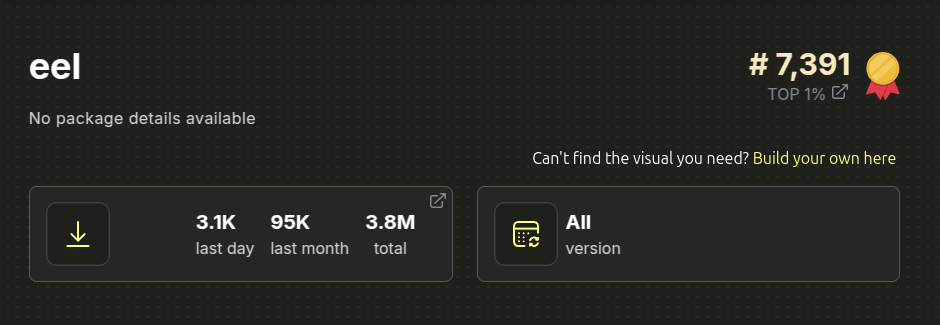 eel
# 7,391
TOP 1%
No package details available
Can't find the visual you need? Build your own here
3.1K 95K 3.8M
last day last month total
All
version